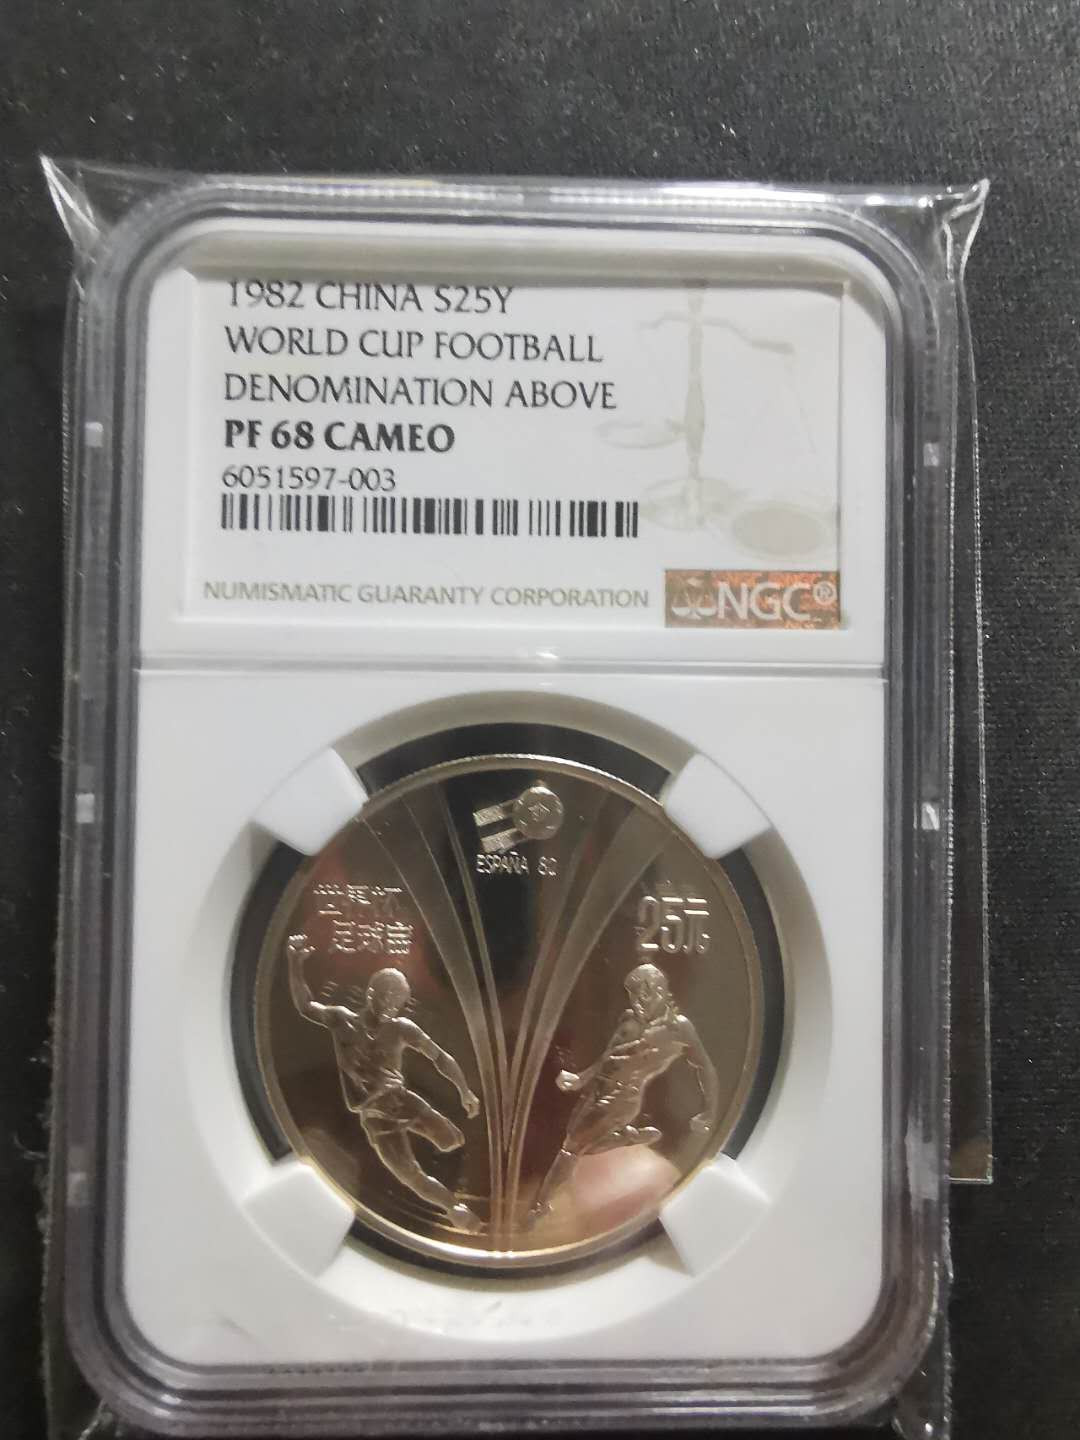 1982 CHINA S25Y
WORLD CUP FOOTBALL
DENOMINATION ABOVE
PF 68 CAMEO
6051597-003
NUMISMATIC GUARANTY CORPORATION
NGC®
ESPAÑA 82
足球赛
25元